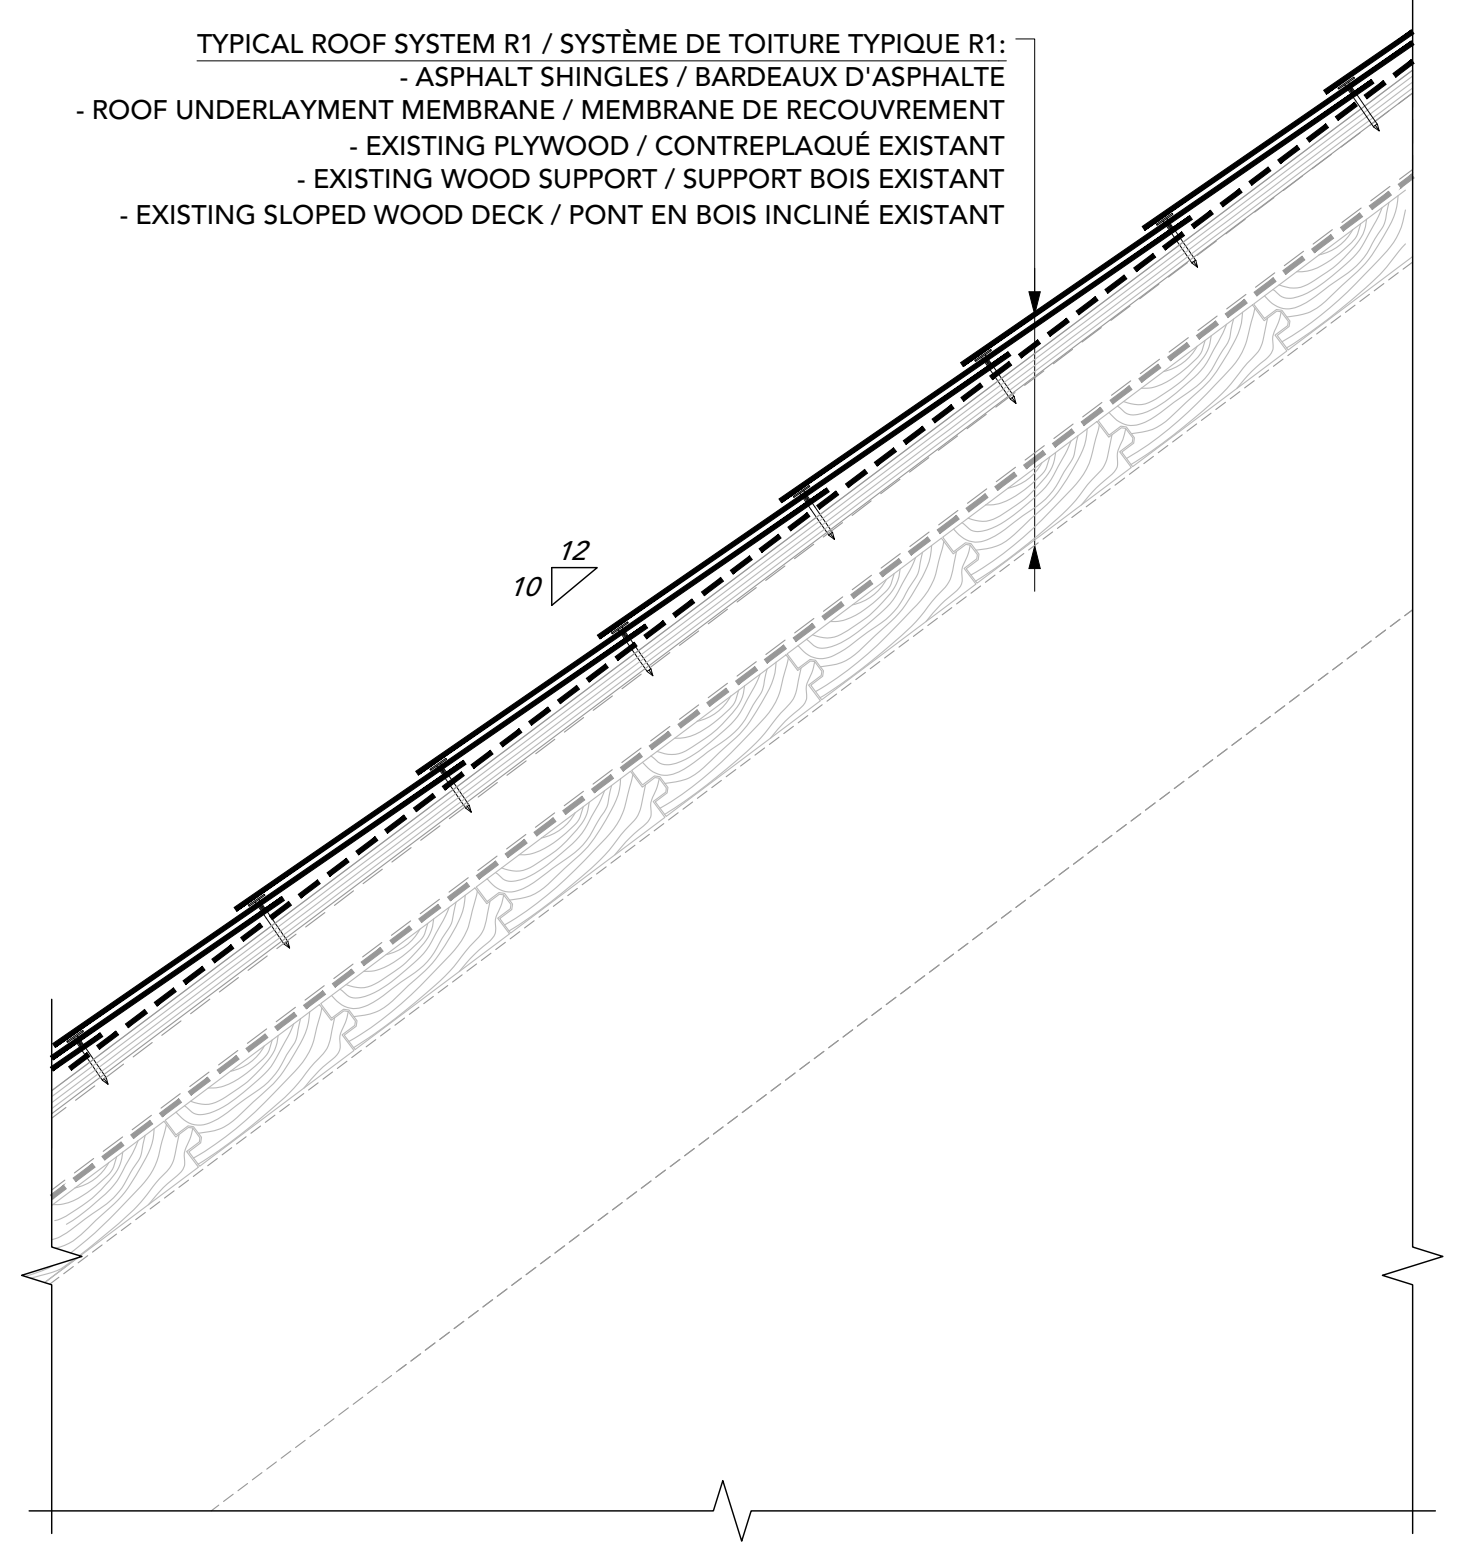 TYPICAL ROOF SYSTEM R1 / SYSTÈME DE TOITURE TYPIQUE R1:
- ASPHALT SHINGLES / BARDEAUX D'ASPHALTE
- ROOF UNDERLAYMENT MEMBRANE / MEMBRANE DE RECOUVREMENT
- EXISTING PLYWOOD / CONTREPLAQUÉ EXISTANT
- EXISTING WOOD SUPPORT / SUPPORT BOIS EXISTANT
- EXISTING SLOPED WOOD DECK / PONT EN BOIS INCLINÉ EXISTANT
12
10